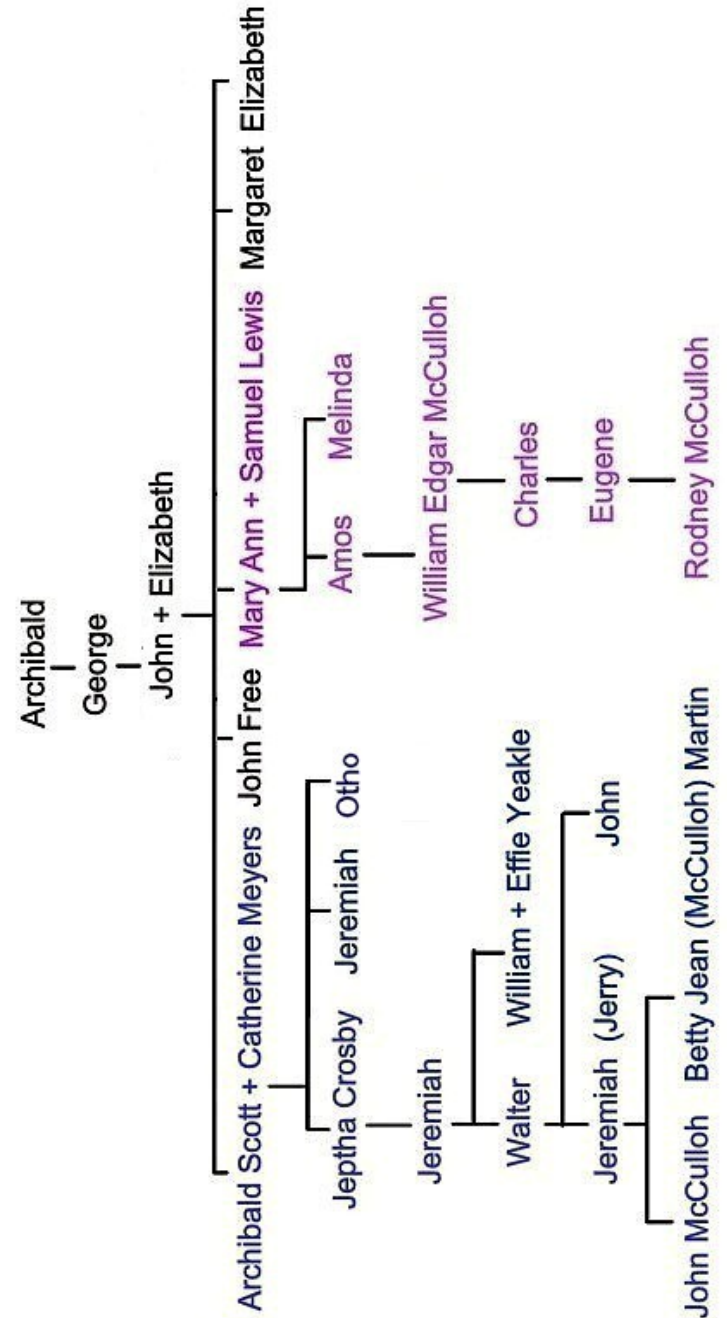 Archibald
George
John + Elizabeth
Archibald Scott + Catherine Meyers John Free Mary Ann + Samuel Lewis Margaret Elizabeth
Jeptha Crosby Jeremiah Otho Amos Melinda
Jeremiah William Edgar McCulloh
Walter William + Effie Yeakle Charles
Jeremiah (Jerry) John Eugene
John McCulloh Betty Jean (McCulloh) Martin Rodney McCulloh